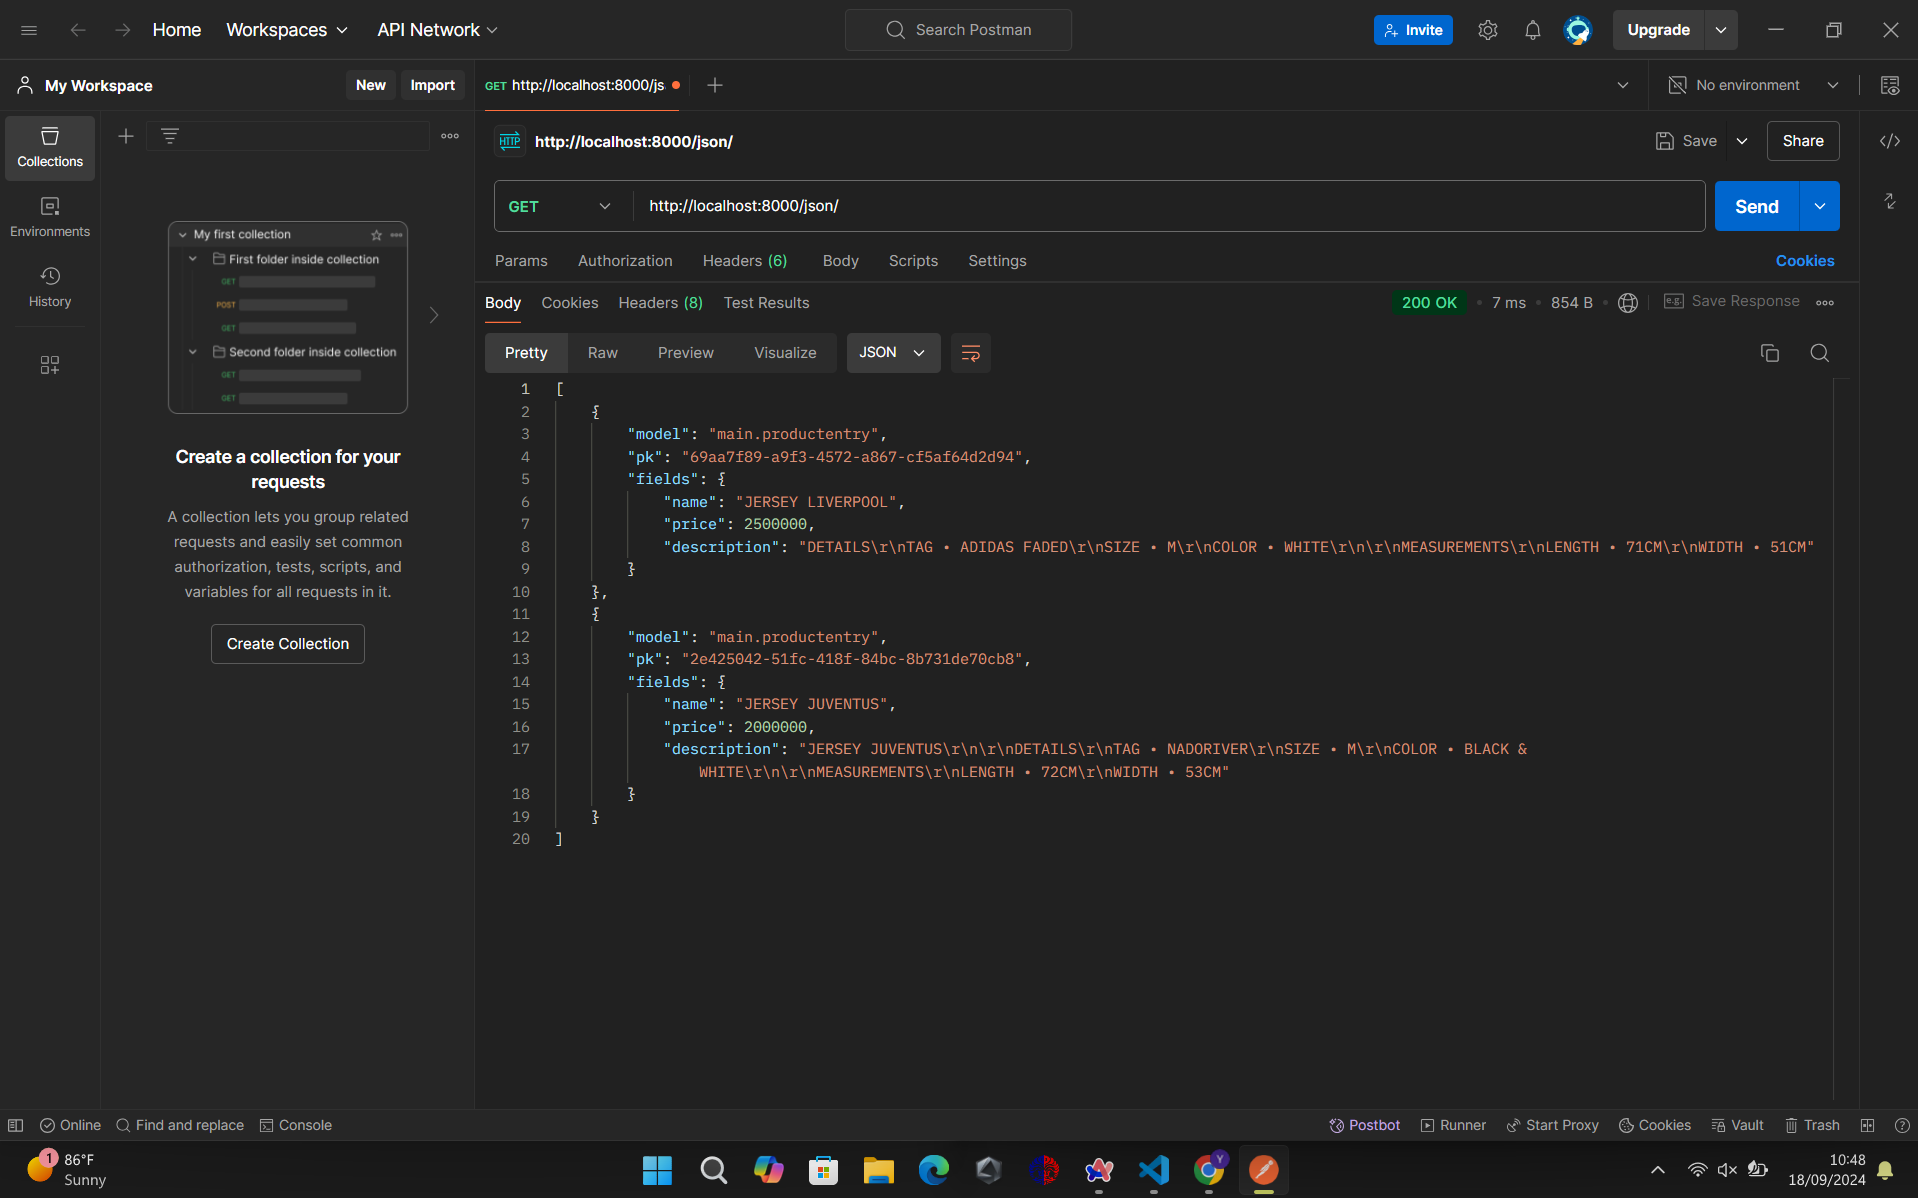 Home
Workspaces
API Network
Search Postman
Invite
Upgrade
My Workspace
New
Import
GET http://localhost:8000/js
No environment
Collections
Environments
History
My first collection
First folder inside collection
GET
POST
GET
Second folder inside collection
GET
GET
Create a collection for your
requests
A collection lets you group related
requests and easily set common
authorization, tests, scripts, and
variables for all requests in it.
Create Collection
HTTP http://localhost:8000/json/
Save
Share
GET
http://localhost:8000/json/
Send
Params
Authorization
Headers (6)
Body
Scripts
Settings
Cookies
Body
Cookies
Headers (8)
Test Results
200 OK
7 ms
854 B
e.g. Save Response
Pretty
Raw
Preview
Visualize
JSON
1 [
2 {
3 "model": "main.productentry",
4 "pk": "69aa7f89-a9f3-4572-a867-cf5af64d2d94",
5 "fields": {
6 "name": "JERSEY LIVERPOOL",
7 "price": 2500000,
8 "description": "DETAILS\r\nTAG • ADIDAS FADED\r\nSIZE • M\r\nCOLOR • WHITE\r\n\r\nMEASUREMENTS\r\nLENGTH • 71CM\r\nWIDTH • 51CM"
9 }
10 },
11 {
12 "model": "main.productentry",
13 "pk": "2e425042-51fc-418f-84bc-8b731de70cb8",
14 "fields": {
15 "name": "JERSEY JUVENTUS",
16 "price": 2000000,
17 "description": "JERSEY JUVENTUS\r\n\r\nDETAILS\r\nTAG • NADORIVER\r\nSIZE • M\r\nCOLOR • BLACK &
WHITE\r\n\r\nMEASUREMENTS\r\nLENGTH • 72CM\r\nWIDTH • 53CM"
18 }
19 }
20 ]
Online
Find and replace
Console
Postbot
Runner
Start Proxy
Cookies
Vault
Trash
1
86°F
Sunny
Y
10:48
18/09/2024